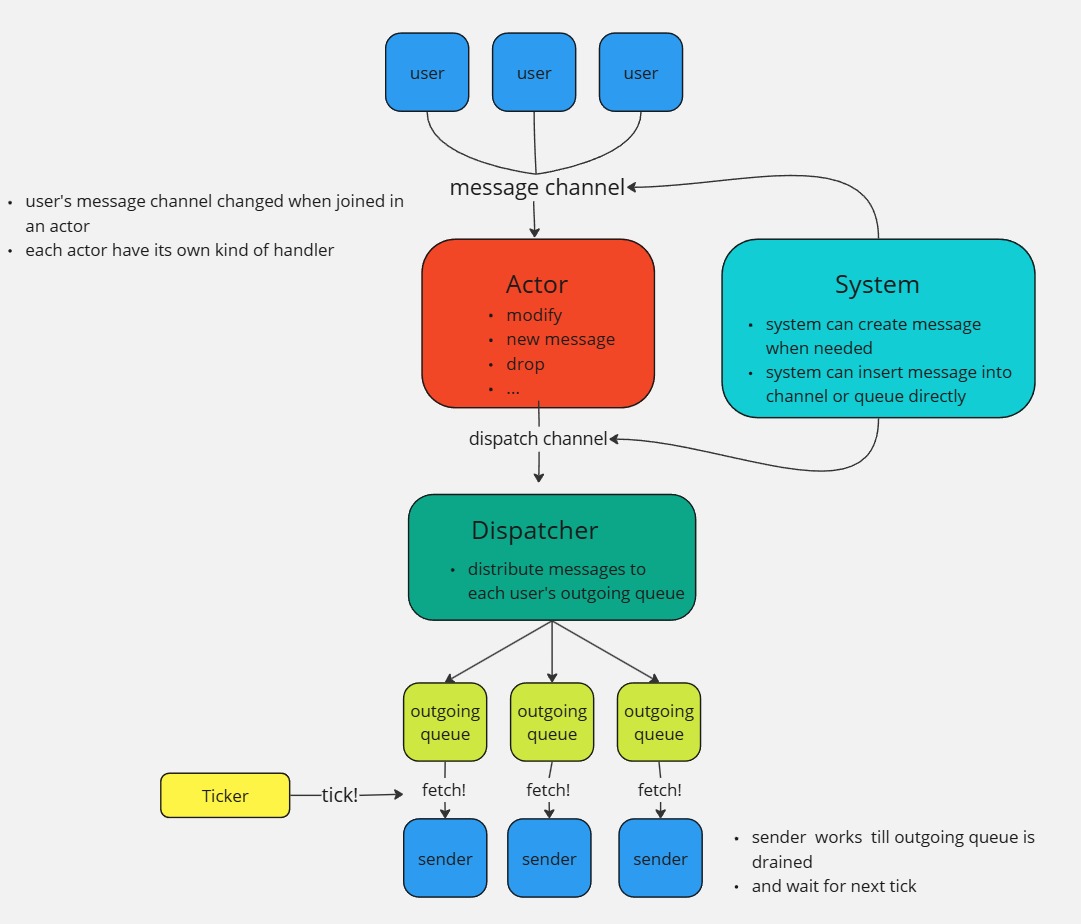 user
user
user
message channel
• user's message channel changed when joined in
an actor
• each actor have its own kind of handler
Actor
• modify
• new message
• drop
• ...
System
• system can create message
when needed
• system can insert message into
channel or queue directly
dispatch channel
Dispatcher
• distribute messages to
each user's outgoing queue
outgoing
queue
outgoing
queue
outgoing
queue
Ticker
tick!
fetch!
fetch!
fetch!
sender
sender
sender
• sender works till outgoing queue is
drained
• and wait for next tick